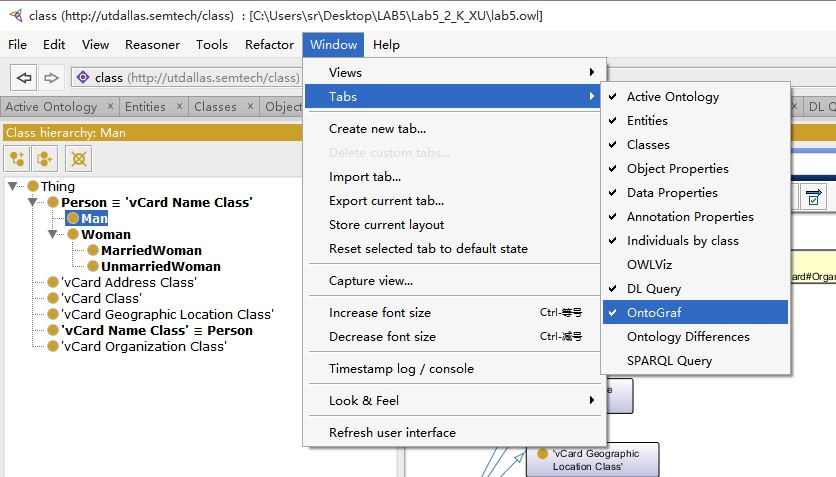 class (http://utdallas.semtech/class) : [C:\Users\sr\Desktop\LAB5\Lab5_2_K_XU\lab5.owl]
File Edit View Reasoner Tools Refactor Window Help
class (http://utdallas.semtech/class)
Active Ontology × Entities × Classes × Object × DL Q
Class hierarchy: Man
Thing
Person ≡ 'vCard Name Class'
Man
Woman
MarriedWoman
UnmarriedWoman
'vCard Address Class'
'vCard Class'
'vCard Geographic Location Class'
'vCard Name Class' ≡ Person
'vCard Organization Class'
Views
Tabs
Create new tab...
Delete custom tabs...
Import tab...
Export current tab...
Store current layout
Reset selected tab to default state
Capture view...
Increase font size Ctrl-等号
Decrease font size Ctrl-减号
Timestamp log / console
Look & Feel
Refresh user interface
Active Ontology
Entities
Classes
Object Properties
Data Properties
Annotation Properties
Individuals by class
OWLViz
DL Query
OntoGraf
Ontology Differences
SPARQL Query
ard#Organ
'vCard Geographic
Location Class'